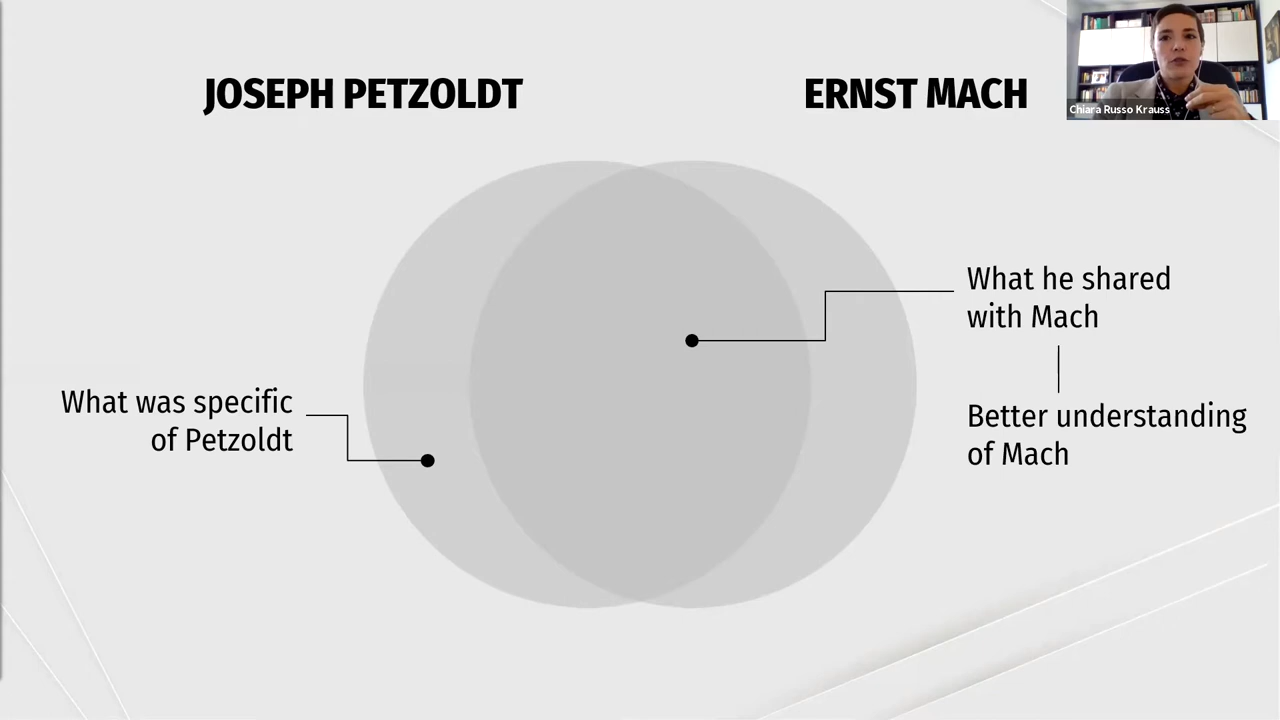 JOSEPH PETZOLDT
ERNST MACH
Chiara Russo Krauss
What he shared
with Mach
What was specific
of Petzoldt
Better understanding
of Mach